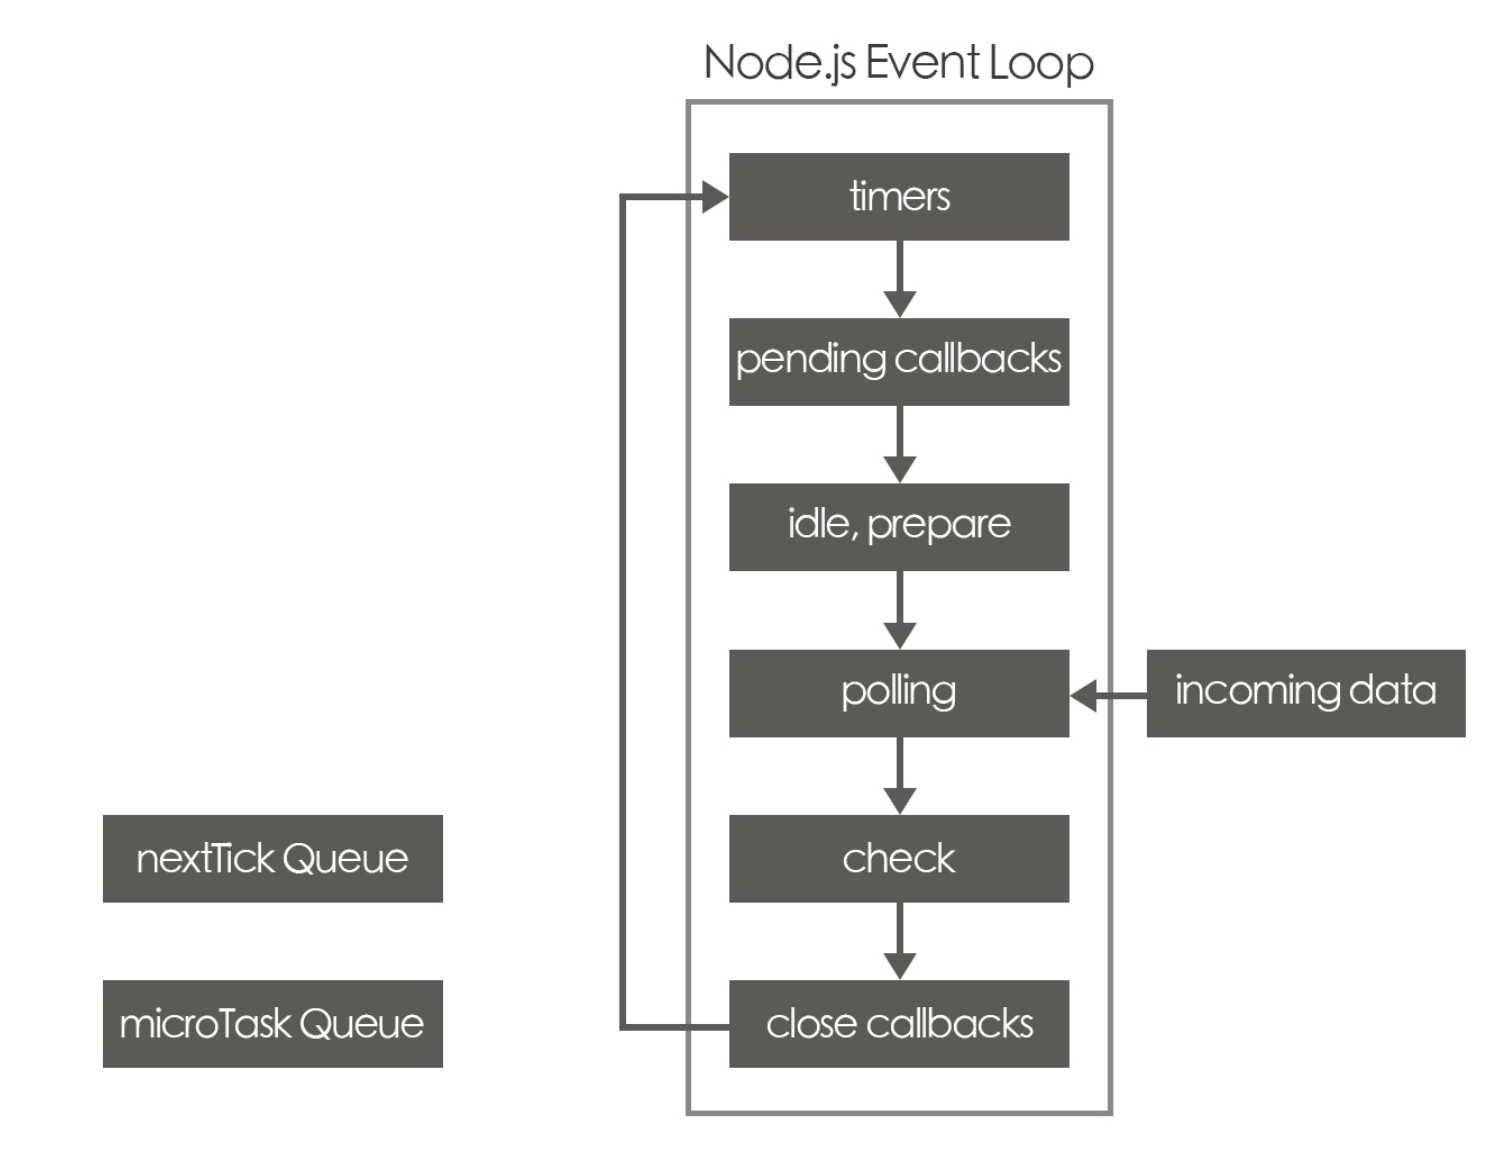 Node.js Event Loop
timers
pending callbacks
idle, prepare
polling
incoming data
nextTick Queue
check
microTask Queue
close callbacks